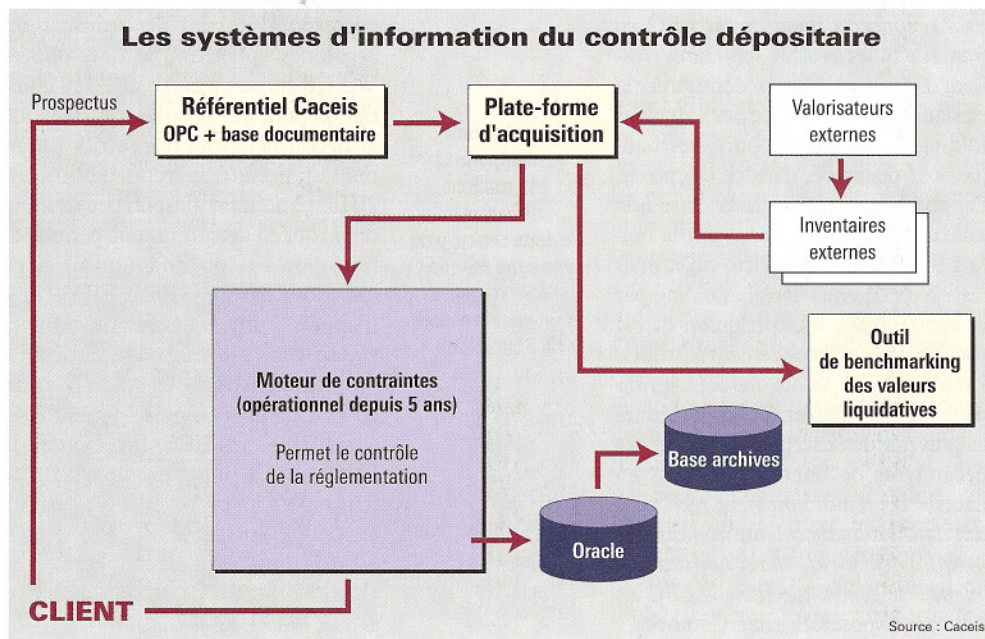 Les systèmes d'information du contrôle dépositaire
Prospectus
Référentiel Caceis
OPC + base documentaire
Plate-forme
d'acquisition
Valorisateurs
externes
Inventaires
externes
Moteur de contraintes
(opérationnel depuis 5 ans)
Permet le contrôle
de la réglementation
Outil
de benchmarking
des valeurs
liquidatives
Base archives
Oracle
CLIENT
Source : Caceis